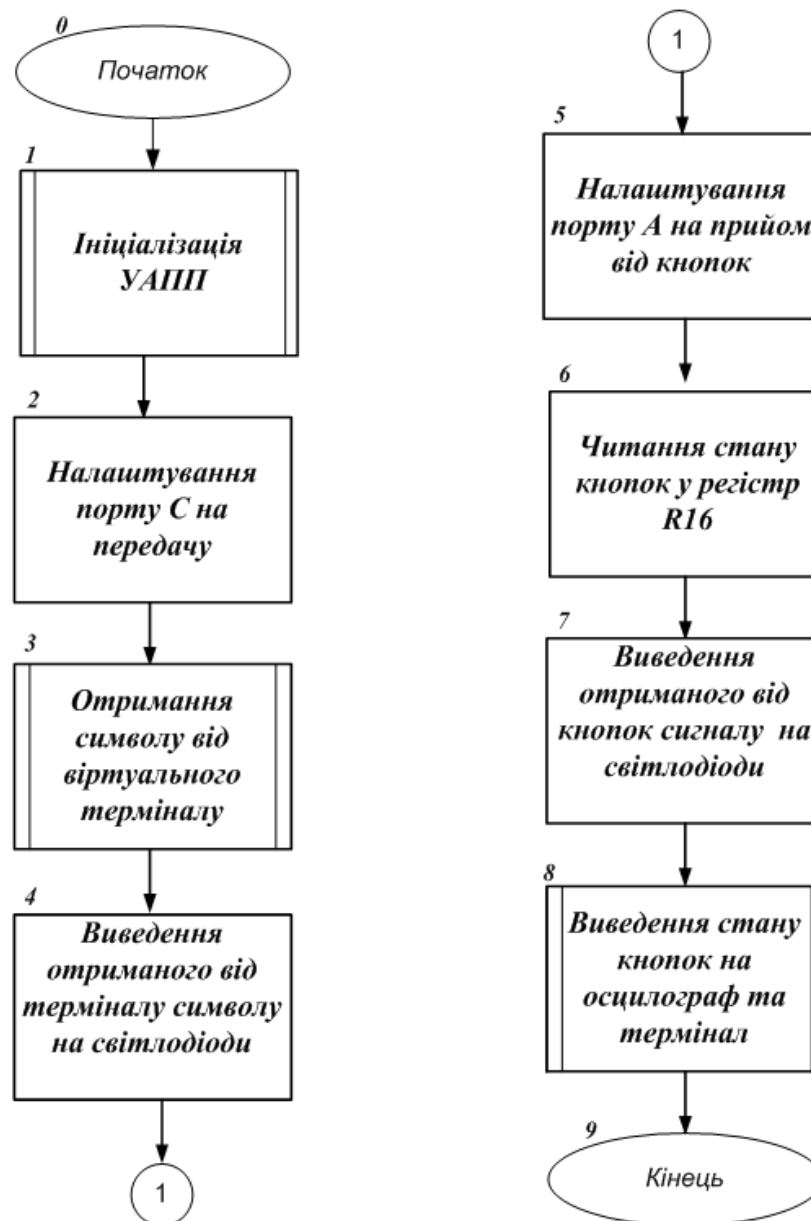 0
Початок
1
Ініціалізація
УАПП
2
Налаштування
порту С на
передачу
3
Отримання
символу від
віртуального
терміналу
4
Виведення
отриманого від
терміналу символу
на світлодіоди
1
1
5
Налаштування
порту А на прийом
від кнопок
6
Читання стану
кнопок у регістр
R16
7
Виведення
отриманого від
кнопок сигналу на
світлодіоди
8
Виведення стану
кнопок на
осцилограф та
термінал
9
Кінець